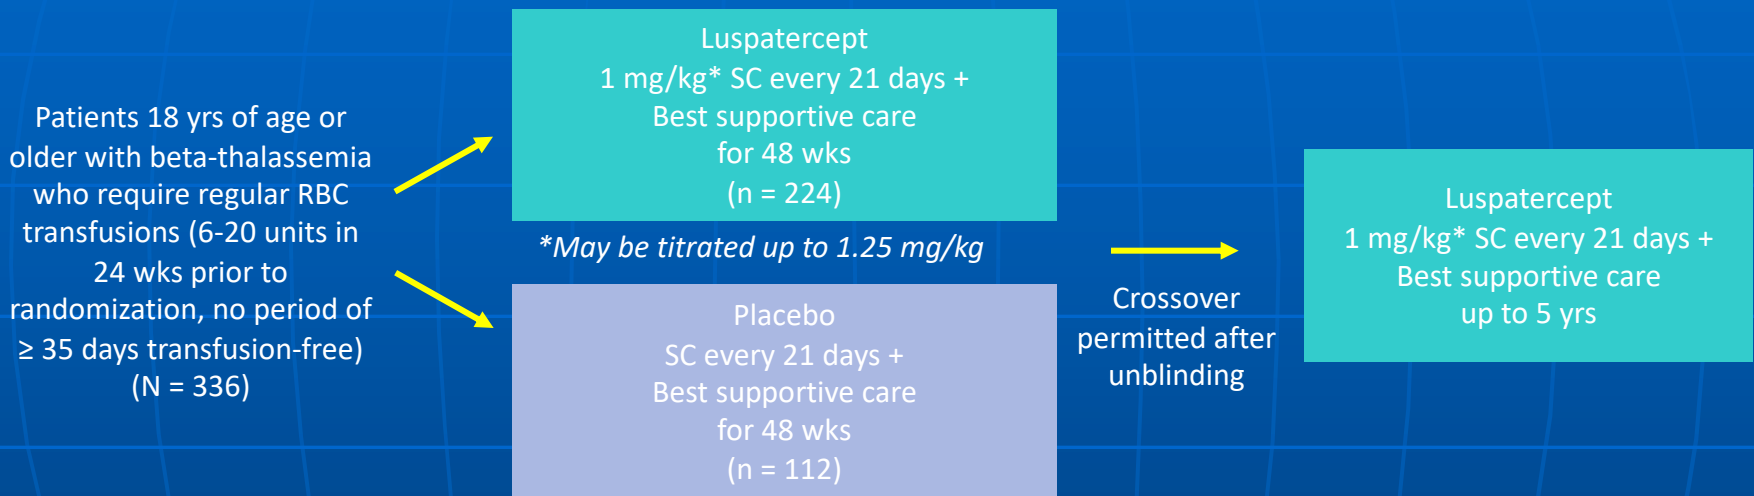 Patients 18 yrs of age or
older with beta-thalassemia
who require regular RBC
transfusions (6-20 units in
24 wks prior to
randomization, no period of
≥ 35 days transfusion-free)
(N = 336)
Luspatercept
1 mg/kg* SC every 21 days +
Best supportive care
for 48 wks
(n = 224)
*May be titrated up to 1.25 mg/kg
Placebo
SC every 21 days +
Best supportive care
for 48 wks
(n = 112)
Crossover
permitted after
unblinding
Luspatercept
1 mg/kg* SC every 21 days +
Best supportive care
up to 5 yrs